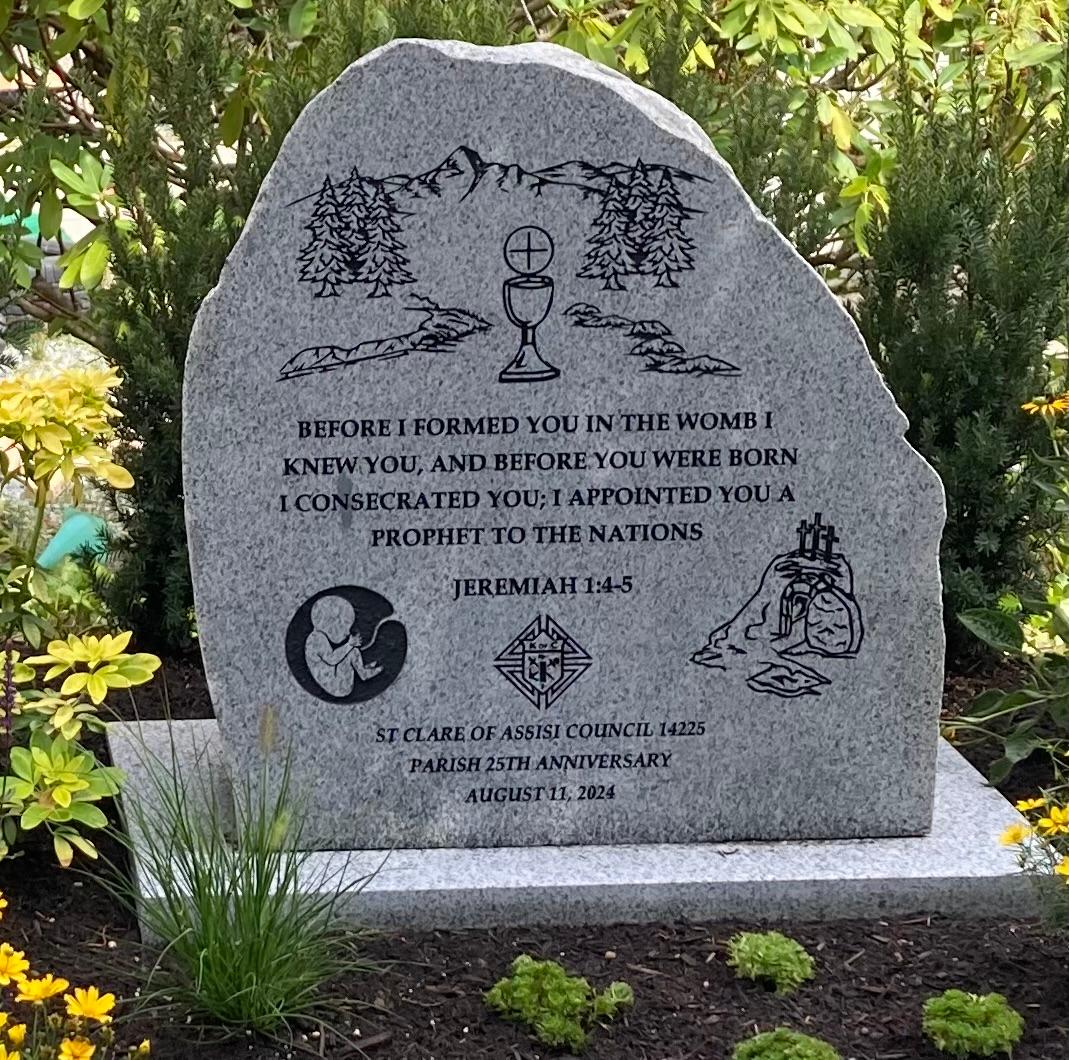 BEFORE I FORMED YOU IN THE WOMB I
KNEW YOU, AND BEFORE YOU WERE BORN
I CONSECRATED YOU; I APPOINTED YOU A
PROPHET TO THE NATIONS
JEREMIAH 1:4-5
K OF C
ST CLARE OF ASSISI COUNCIL 14225
PARISH 25TH ANNIVERSARY
AUGUST 11, 2024